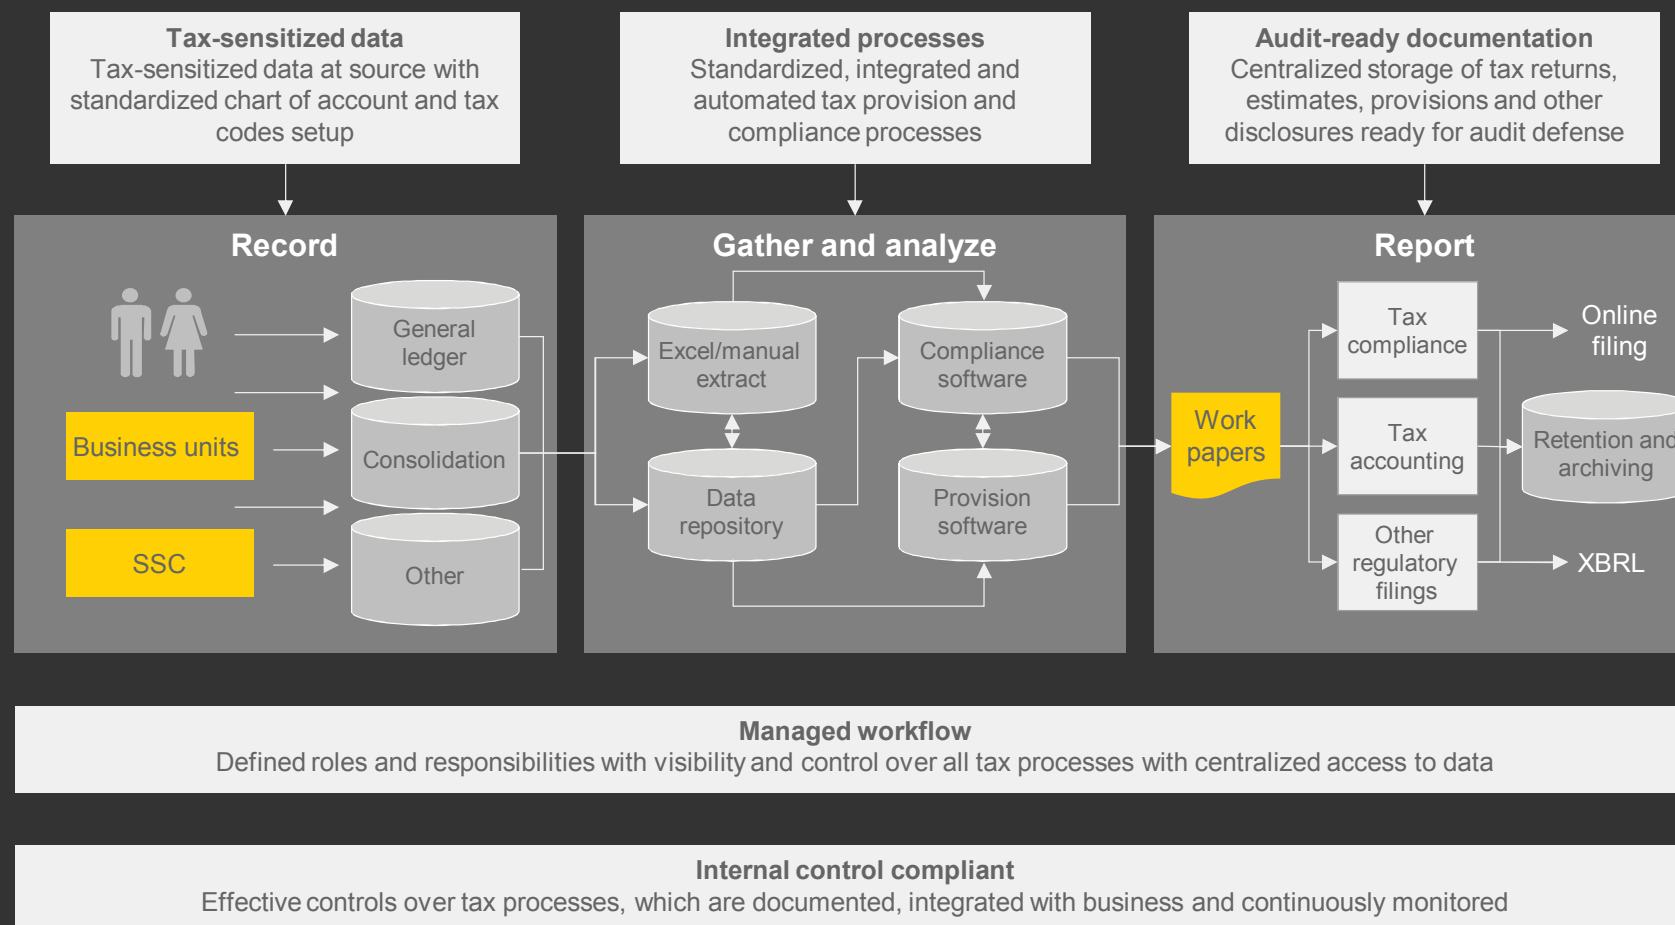 Tax-sensitized data
Tax-sensitized data at source with
standardized chart of account and tax
codes setup
Integrated processes
Standardized, integrated and
automated tax provision and
compliance processes
Audit-ready documentation
Centralized storage of tax returns,
estimates, provisions and other
disclosures ready for audit defense
Record
General
ledger
Business units
Consolidation
SSC
Other
Gather and analyze
Excel/manual
extract
Compliance
software
Data
repository
Provision
software
Report
Work
papers
Tax
compliance
Online
filing
Tax
accounting
Retention and
archiving
Other
regulatory
filings
XBRL
Managed workflow
Defined roles and responsibilities with visibility and control over all tax processes with centralized access to data
Internal control compliant
Effective controls over tax processes, which are documented, integrated with business and continuously monitored